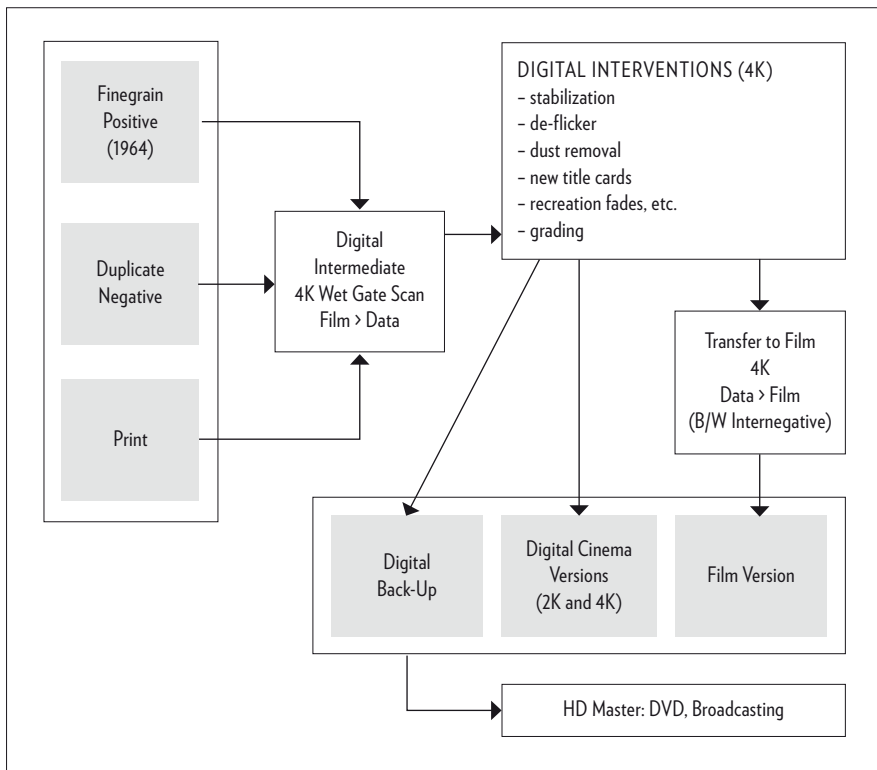 Finegrain
Positive
(1964)
Duplicate
Negative
Print
Digital
Intermediate
4K Wet Gate Scan
Film > Data
DIGITAL INTERVENTIONS (4K)
– stabilization
– de-flicker
– dust removal
– new title cards
– recreation fades, etc.
– grading
Transfer to Film
4K
Data > Film
(B/W Internegative)
Digital
Back-Up
Digital Cinema
Versions
(2K and 4K)
Film Version
HD Master: DVD, Broadcasting